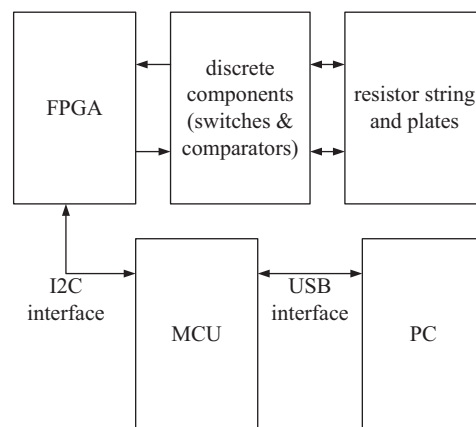 FPGA
discrete
components
(switches &
comparators)
resistor string
and plates
I2C
interface
MCU
USB
interface
PC